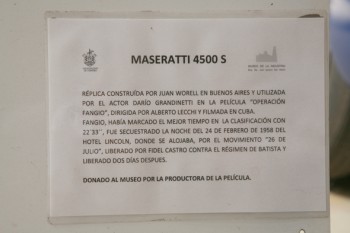 MASERATTI 4500 S
RÉPLICA CONSTRUÍDA POR JUAN WORELL EN BUENOS AIRES Y UTILIZADA
POR EL ACTOR DARÍO GRANDINETTI EN LA PELÍCULA "OPERACIÓN
FANGIO", DIRIGIDA POR ALBERTO LECCHI Y FILMADA EN CUBA.
FANGIO, HABÍA MARCADO EL MEJOR TIEMPO EN LA CLASIFICACIÓN CON
22´33´´, FUE SECUESTRADO LA NOCHE DEL 24 DE FEBRERO DE 1958 DEL
HOTEL LINCOLN, DONDE SE ALOJABA, POR EL MOVIMIENTO "26 DE
JULIO", LIBERADO POR FIDEL CASTRO CONTRA EL RÉGIMEN DE BATISTA Y
LIBERADO DOS DÍAS DESPUES.
DONADO AL MUSEO POR LA PRODUCTORA DE LA PELÍCULA.